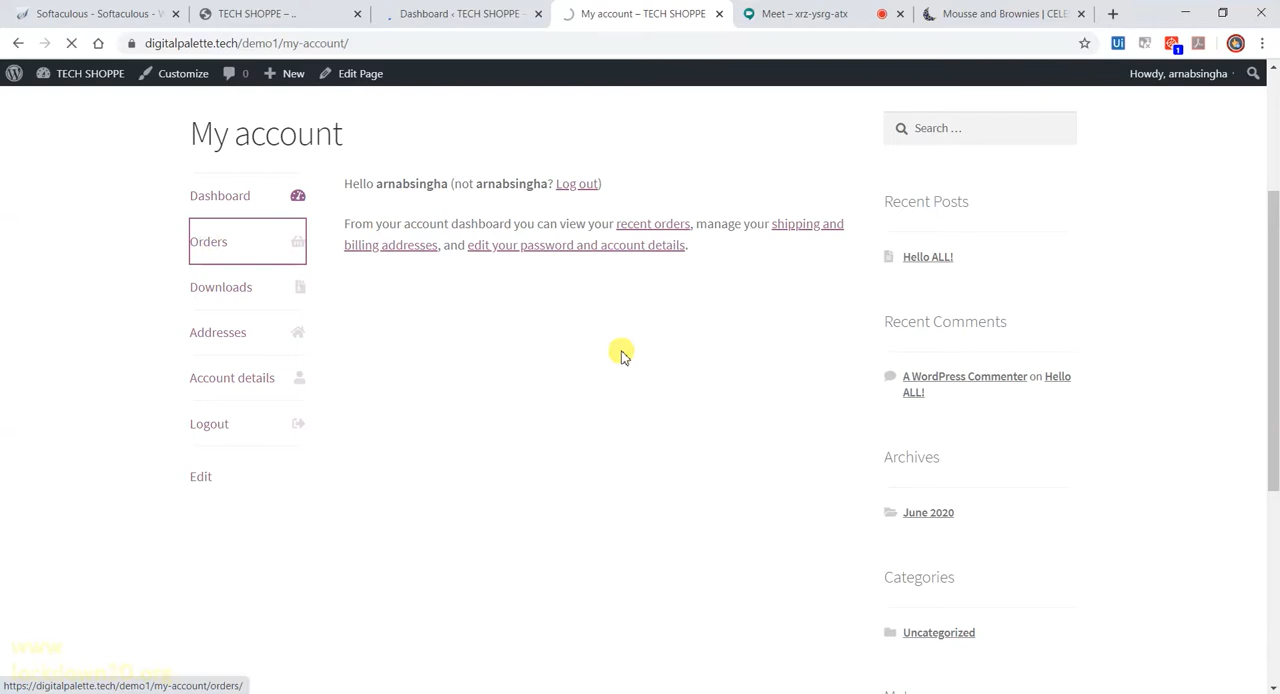 Softaculous - Softaculous - W
TECH SHOPPE – ..
Dashboard ‹ TECH SHOPPE –
My account – TECH SHOPPE
Meet – xrz-ysrg-atx
Mousse and Brownies | CELE
digitalpalette.tech/demo1/my-account/
TECH SHOPPE
Customize
0
New
Edit Page
Howdy, arnabsingha
My account
Search …
Dashboard
Hello arnabsingha (not arnabsingha? Log out)
From your account dashboard you can view your recent orders, manage your shipping and
billing addresses, and edit your password and account details.
Orders
Downloads
Addresses
Account details
Logout
Edit
Recent Posts
Hello ALL!
Recent Comments
A WordPress Commenter on Hello
ALL!
Archives
June 2020
Categories
Uncategorized
www
https://digitalpalette.tech/demo1/my-account/orders/